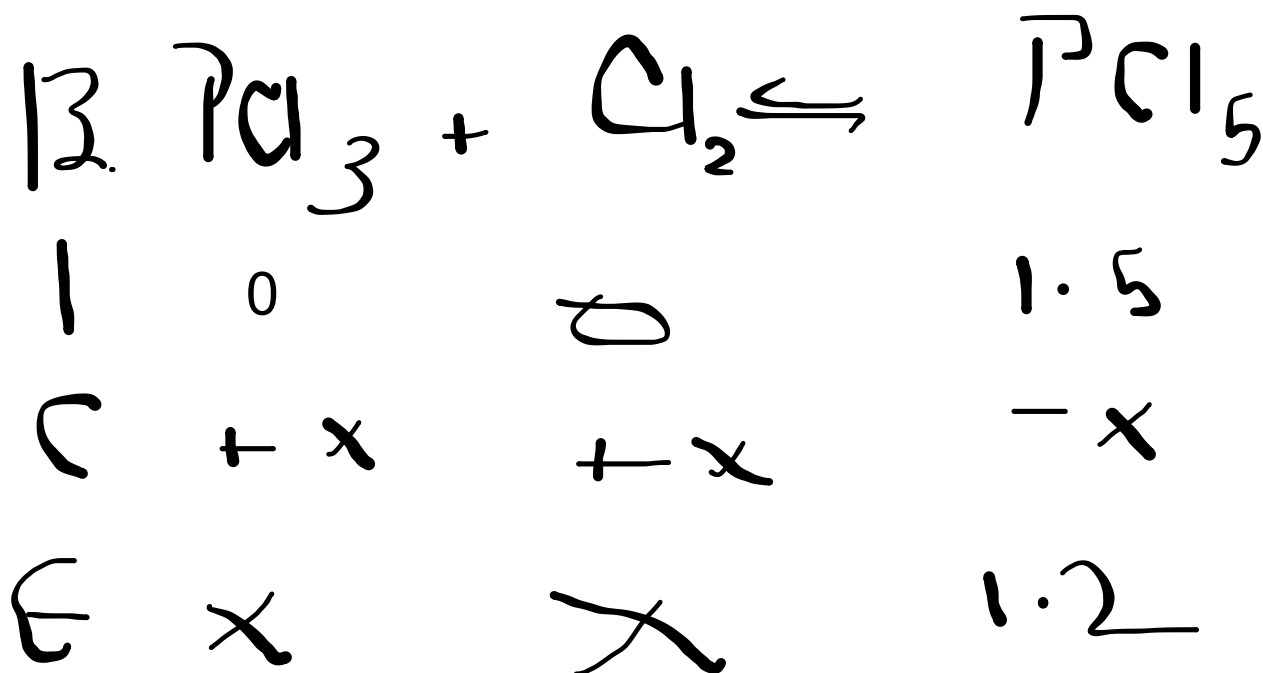 13. PCl₃ + Cl₂ ⇌ PCl₅
I 0 0 1.5
C + x + x - x
E x x 1.2